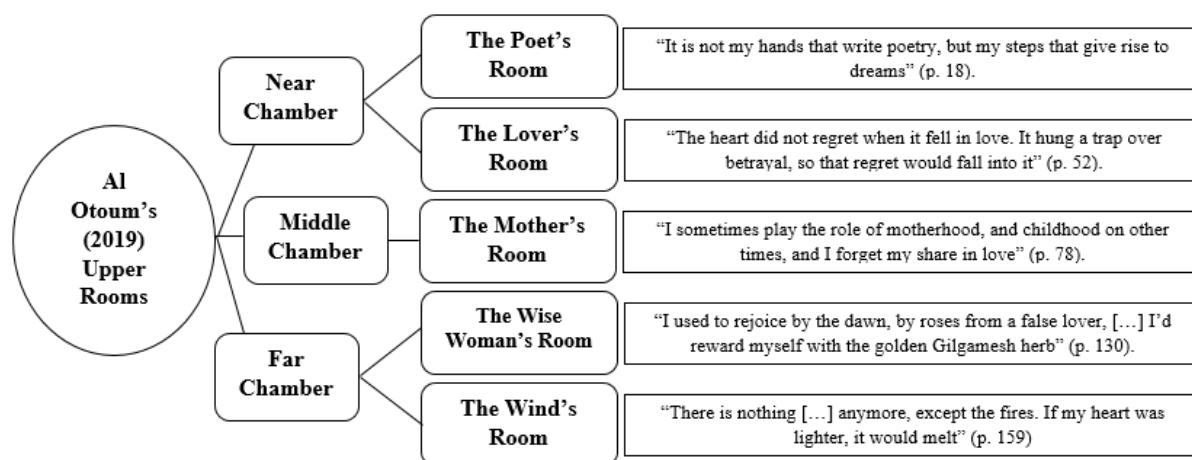 Al
Otoum’s
(2019)
Upper
Rooms
Near
Chamber
The Poet’s
Room
“It is not my hands that write poetry, but my steps that give rise to
dreams” (p. 18).
The Lover’s
Room
“The heart did not regret when it fell in love. It hung a trap over
betrayal, so that regret would fall into it” (p. 52).
Middle
Chamber
The Mother’s
Room
“I sometimes play the role of motherhood, and childhood on other
times, and I forget my share in love” (p. 78).
Far
Chamber
The Wise
Woman’s Room
“I used to rejoice by the dawn, by roses from a false lover, […] I’d
reward myself with the golden Gilgamesh herb” (p. 130).
The Wind’s
Room
“There is nothing […] anymore, except the fires. If my heart was
lighter, it would melt” (p. 159)